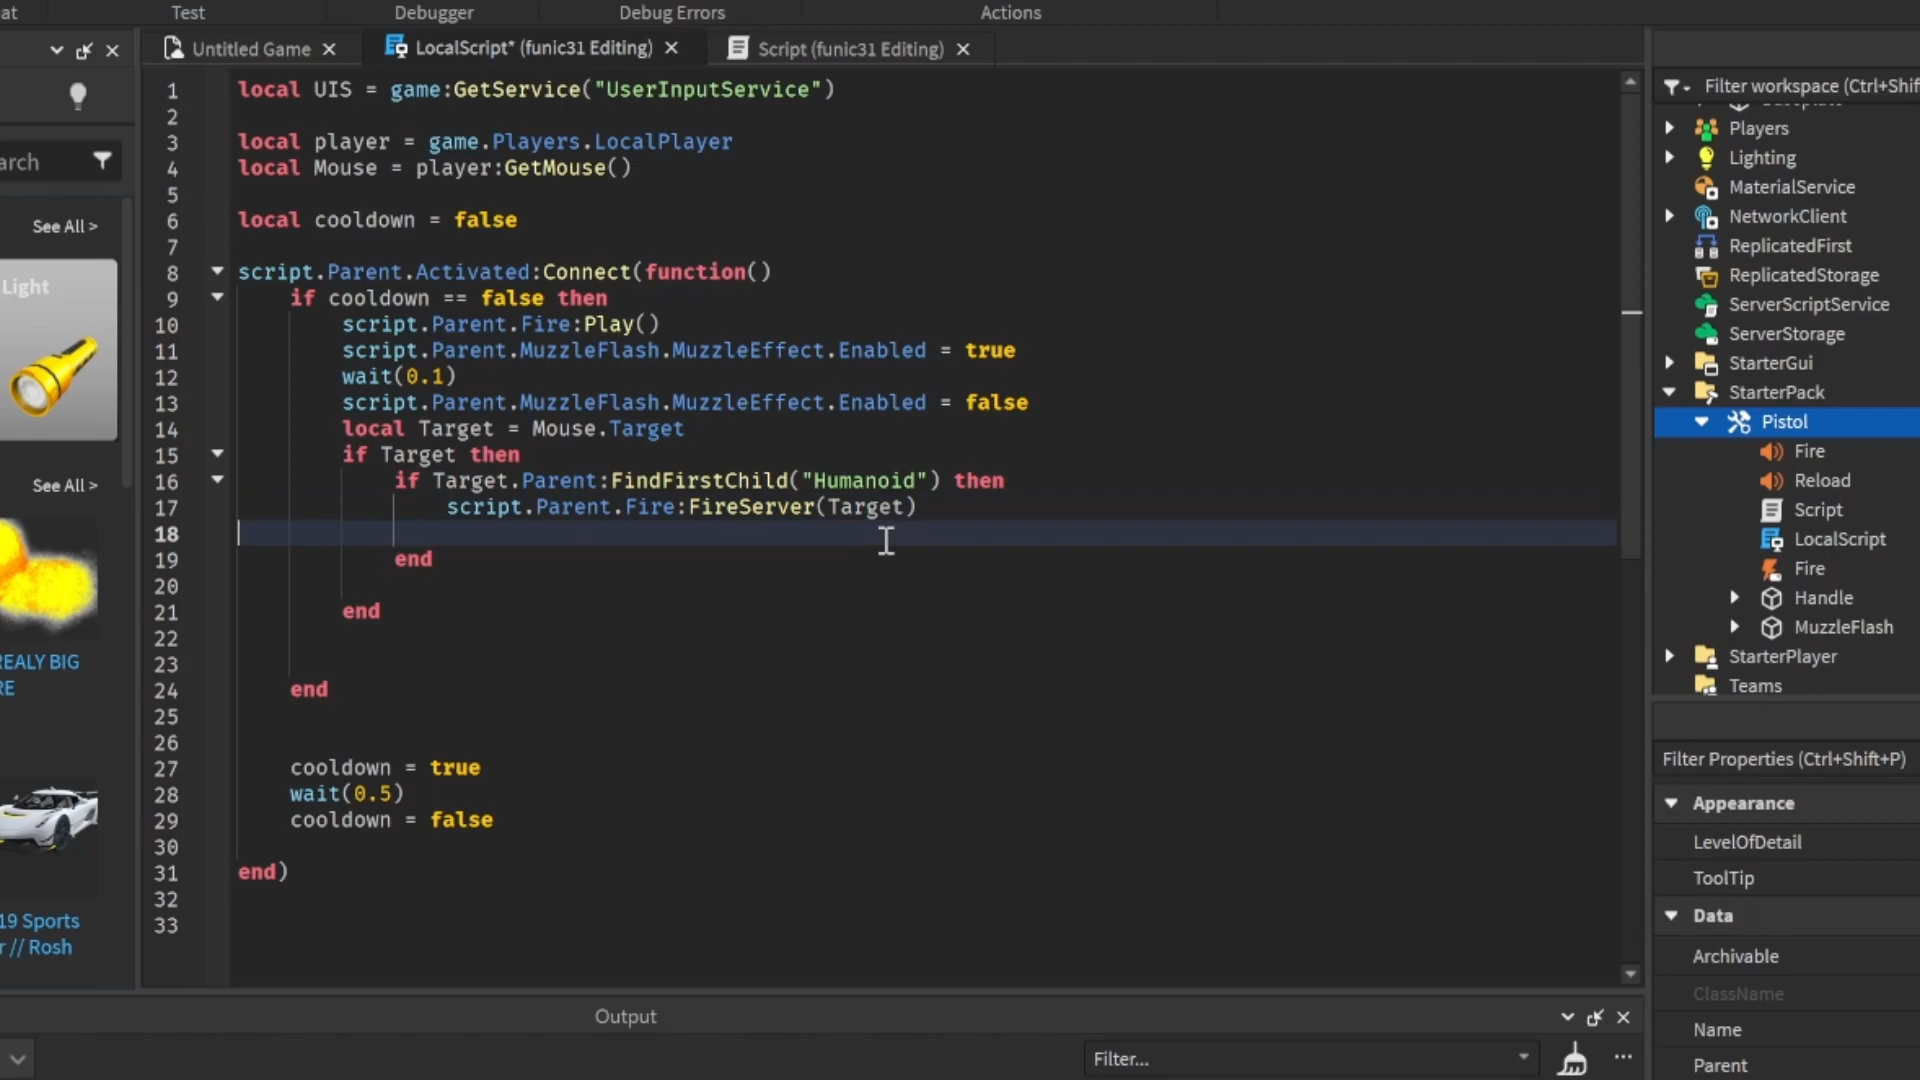 at
Test
Debugger
Debug Errors
Actions
Untitled Game
LocalScript* (funic31 Editing)
Script (funic31 Editing)
arch
See All >
Light
See All >
REALY BIG
RE
19 Sports
r // Rosh
1 local UIS = game:GetService("UserInputService")
2
3 local player = game.Players.LocalPlayer
4 local Mouse = player:GetMouse()
5
6 local cooldown = false
7
8 script.Parent.Activated:Connect(function()
9 if cooldown == false then
10 script.Parent.Fire:Play()
11 script.Parent.MuzzleFlash.MuzzleEffect.Enabled = true
12 wait(0.1)
13 script.Parent.MuzzleFlash.MuzzleEffect.Enabled = false
14 local Target = Mouse.Target
15 if Target then
16 if Target.Parent:FindFirstChild("Humanoid") then
17 script.Parent.Fire:FireServer(Target)
18
19 end
20
21 end
22
23
24 end
25
26
27 cooldown = true
28 wait(0.5)
29 cooldown = false
30
31 end)
32
33
Output
Filter...
Filter workspace (Ctrl+Shif
Players
Lighting
MaterialService
NetworkClient
ReplicatedFirst
ReplicatedStorage
ServerScriptService
ServerStorage
StarterGui
StarterPack
Pistol
Fire
Reload
Script
LocalScript
Fire
Handle
MuzzleFlash
StarterPlayer
Teams
Filter Properties (Ctrl+Shift+P)
Appearance
LevelOfDetail
ToolTip
Data
Archivable
ClassName
Name
Parent